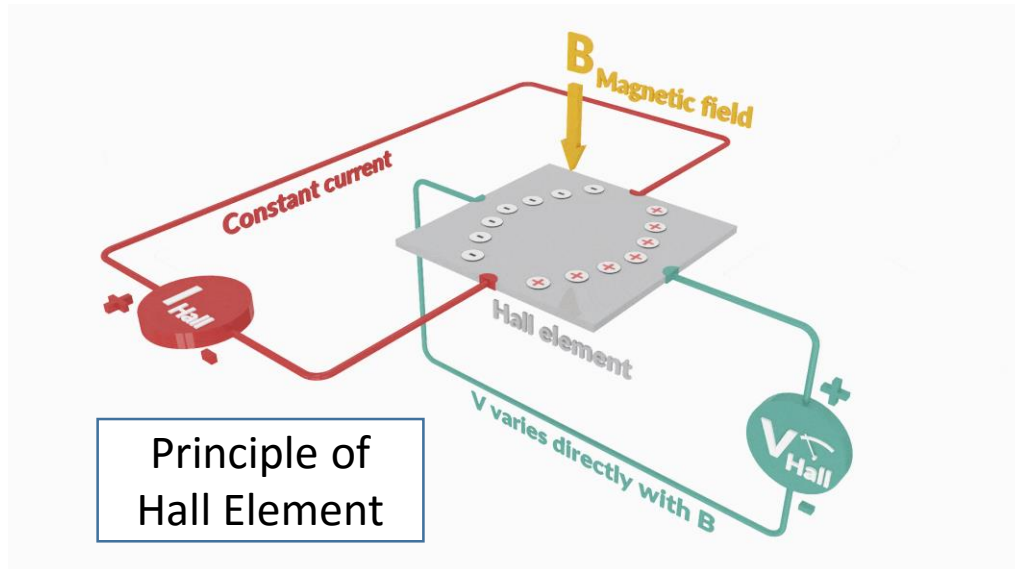 B
Magnetic field
Constant current
+
I
Hall
-
Hall element
V varies directly with B
+
V
Hall
-
Principle of
Hall Element